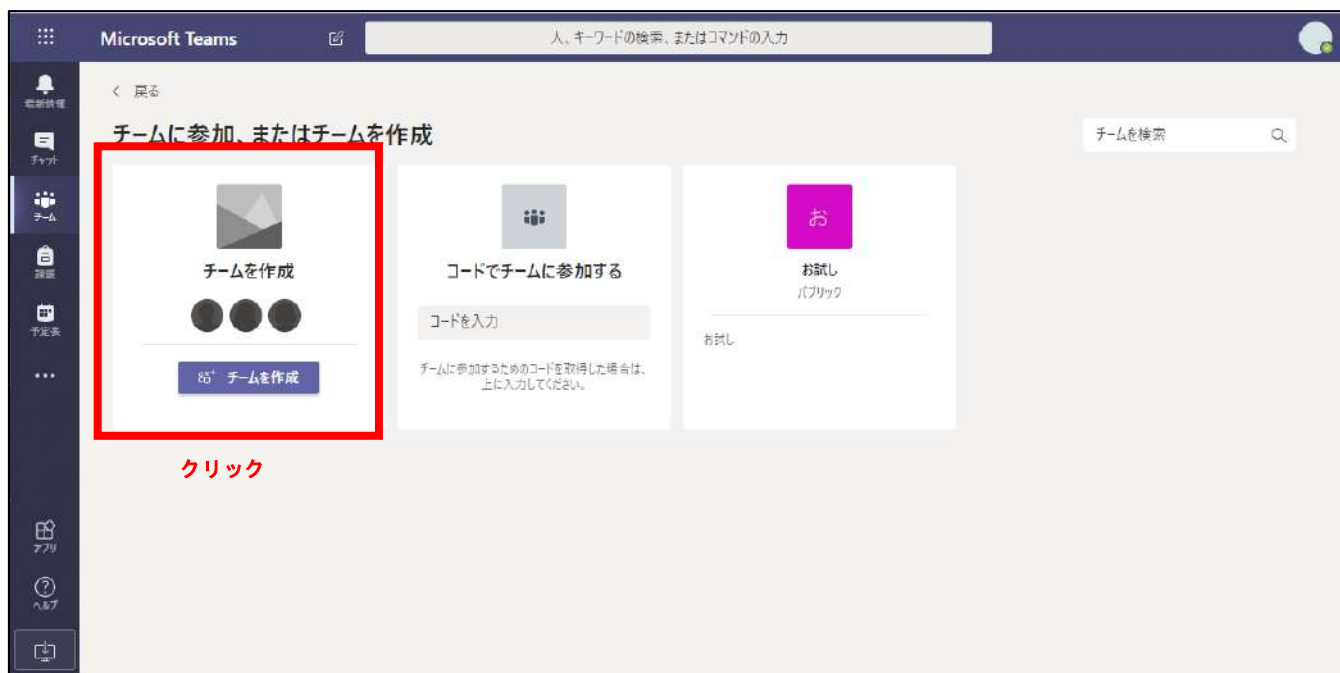 Microsoft Teams
人、キーワードの検索、またはコマンドの入力
最新情報
チャット
チーム
課題
予定表
アプリ
ヘルプ
< 戻る
チームに参加、またはチームを作成
チームを検索
チームを作成
チームを作成
コードでチームに参加する
コードを入力
チームに参加するためのコードを取得した場合は、
上に入力してください。
お
お試し
パブリック
お試し
クリック